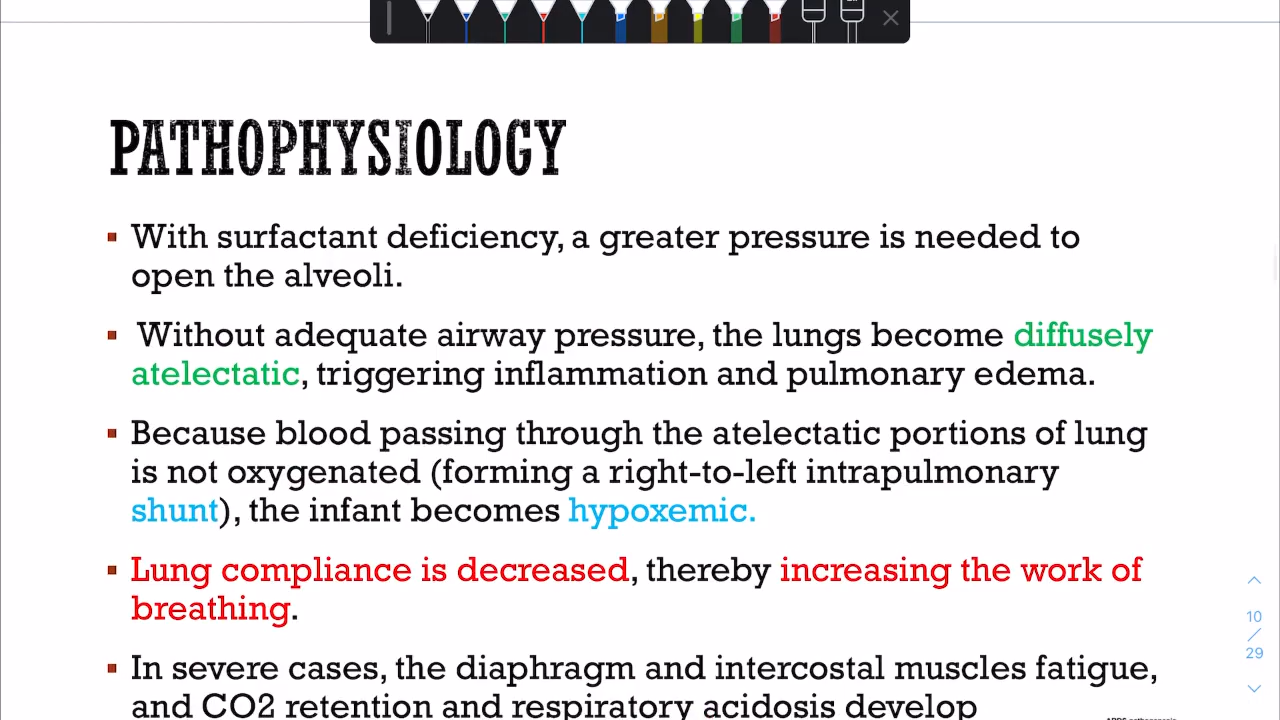 PATHOPHYSIOLOGY
With surfactant deficiency, a greater pressure is needed to
open the alveoli.
Without adequate airway pressure, the lungs become diffusely
atelectatic, triggering inflammation and pulmonary edema.
Because blood passing through the atelectatic portions of lung
is not oxygenated (forming a right-to-left intrapulmonary
shunt), the infant becomes hypoxemic.
Lung compliance is decreased, thereby increasing the work of
breathing.
In severe cases, the diaphragm and intercostal muscles fatigue,
and CO2 retention and respiratory acidosis develop
10
/
29